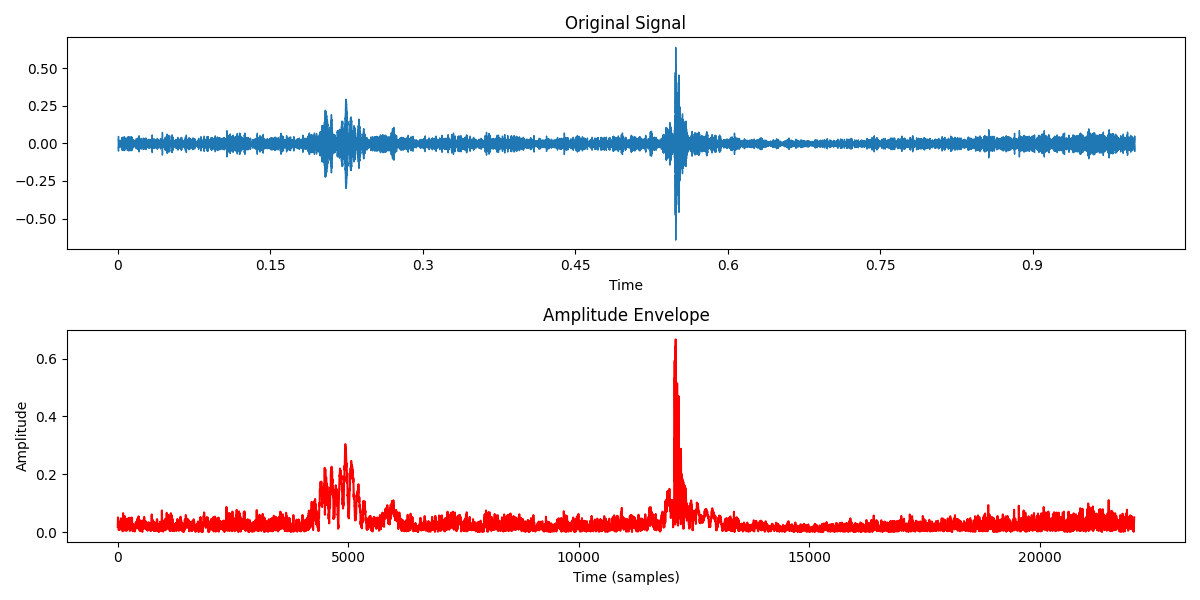 Original Signal
0.50
0.25
0.00
−0.25
−0.50
0 0.15 0.3 0.45 0.6 0.75 0.9
Time
Amplitude Envelope
Amplitude
0.6
0.4
0.2
0.0
0 5000 10000 15000 20000
Time (samples)